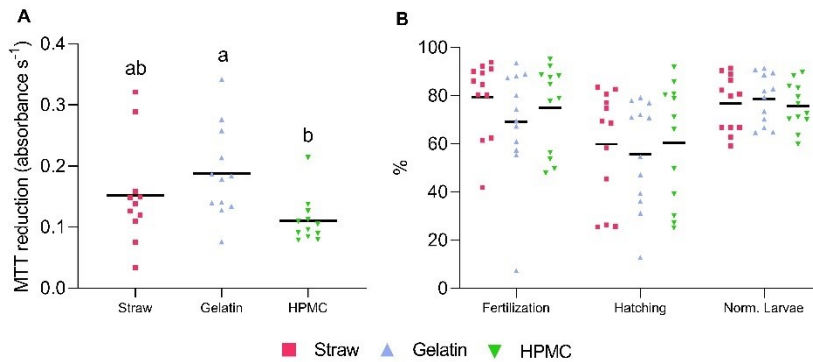 A
MTT reduction (absorbance s⁻¹)
0.4
0.3
0.2
0.1
0.0
ab
a
b
Straw
Gelatin
HPMC
B
%
100
80
60
40
20
0
Fertilization
Hatching
Norm. Larvae
Straw
Gelatin
HPMC